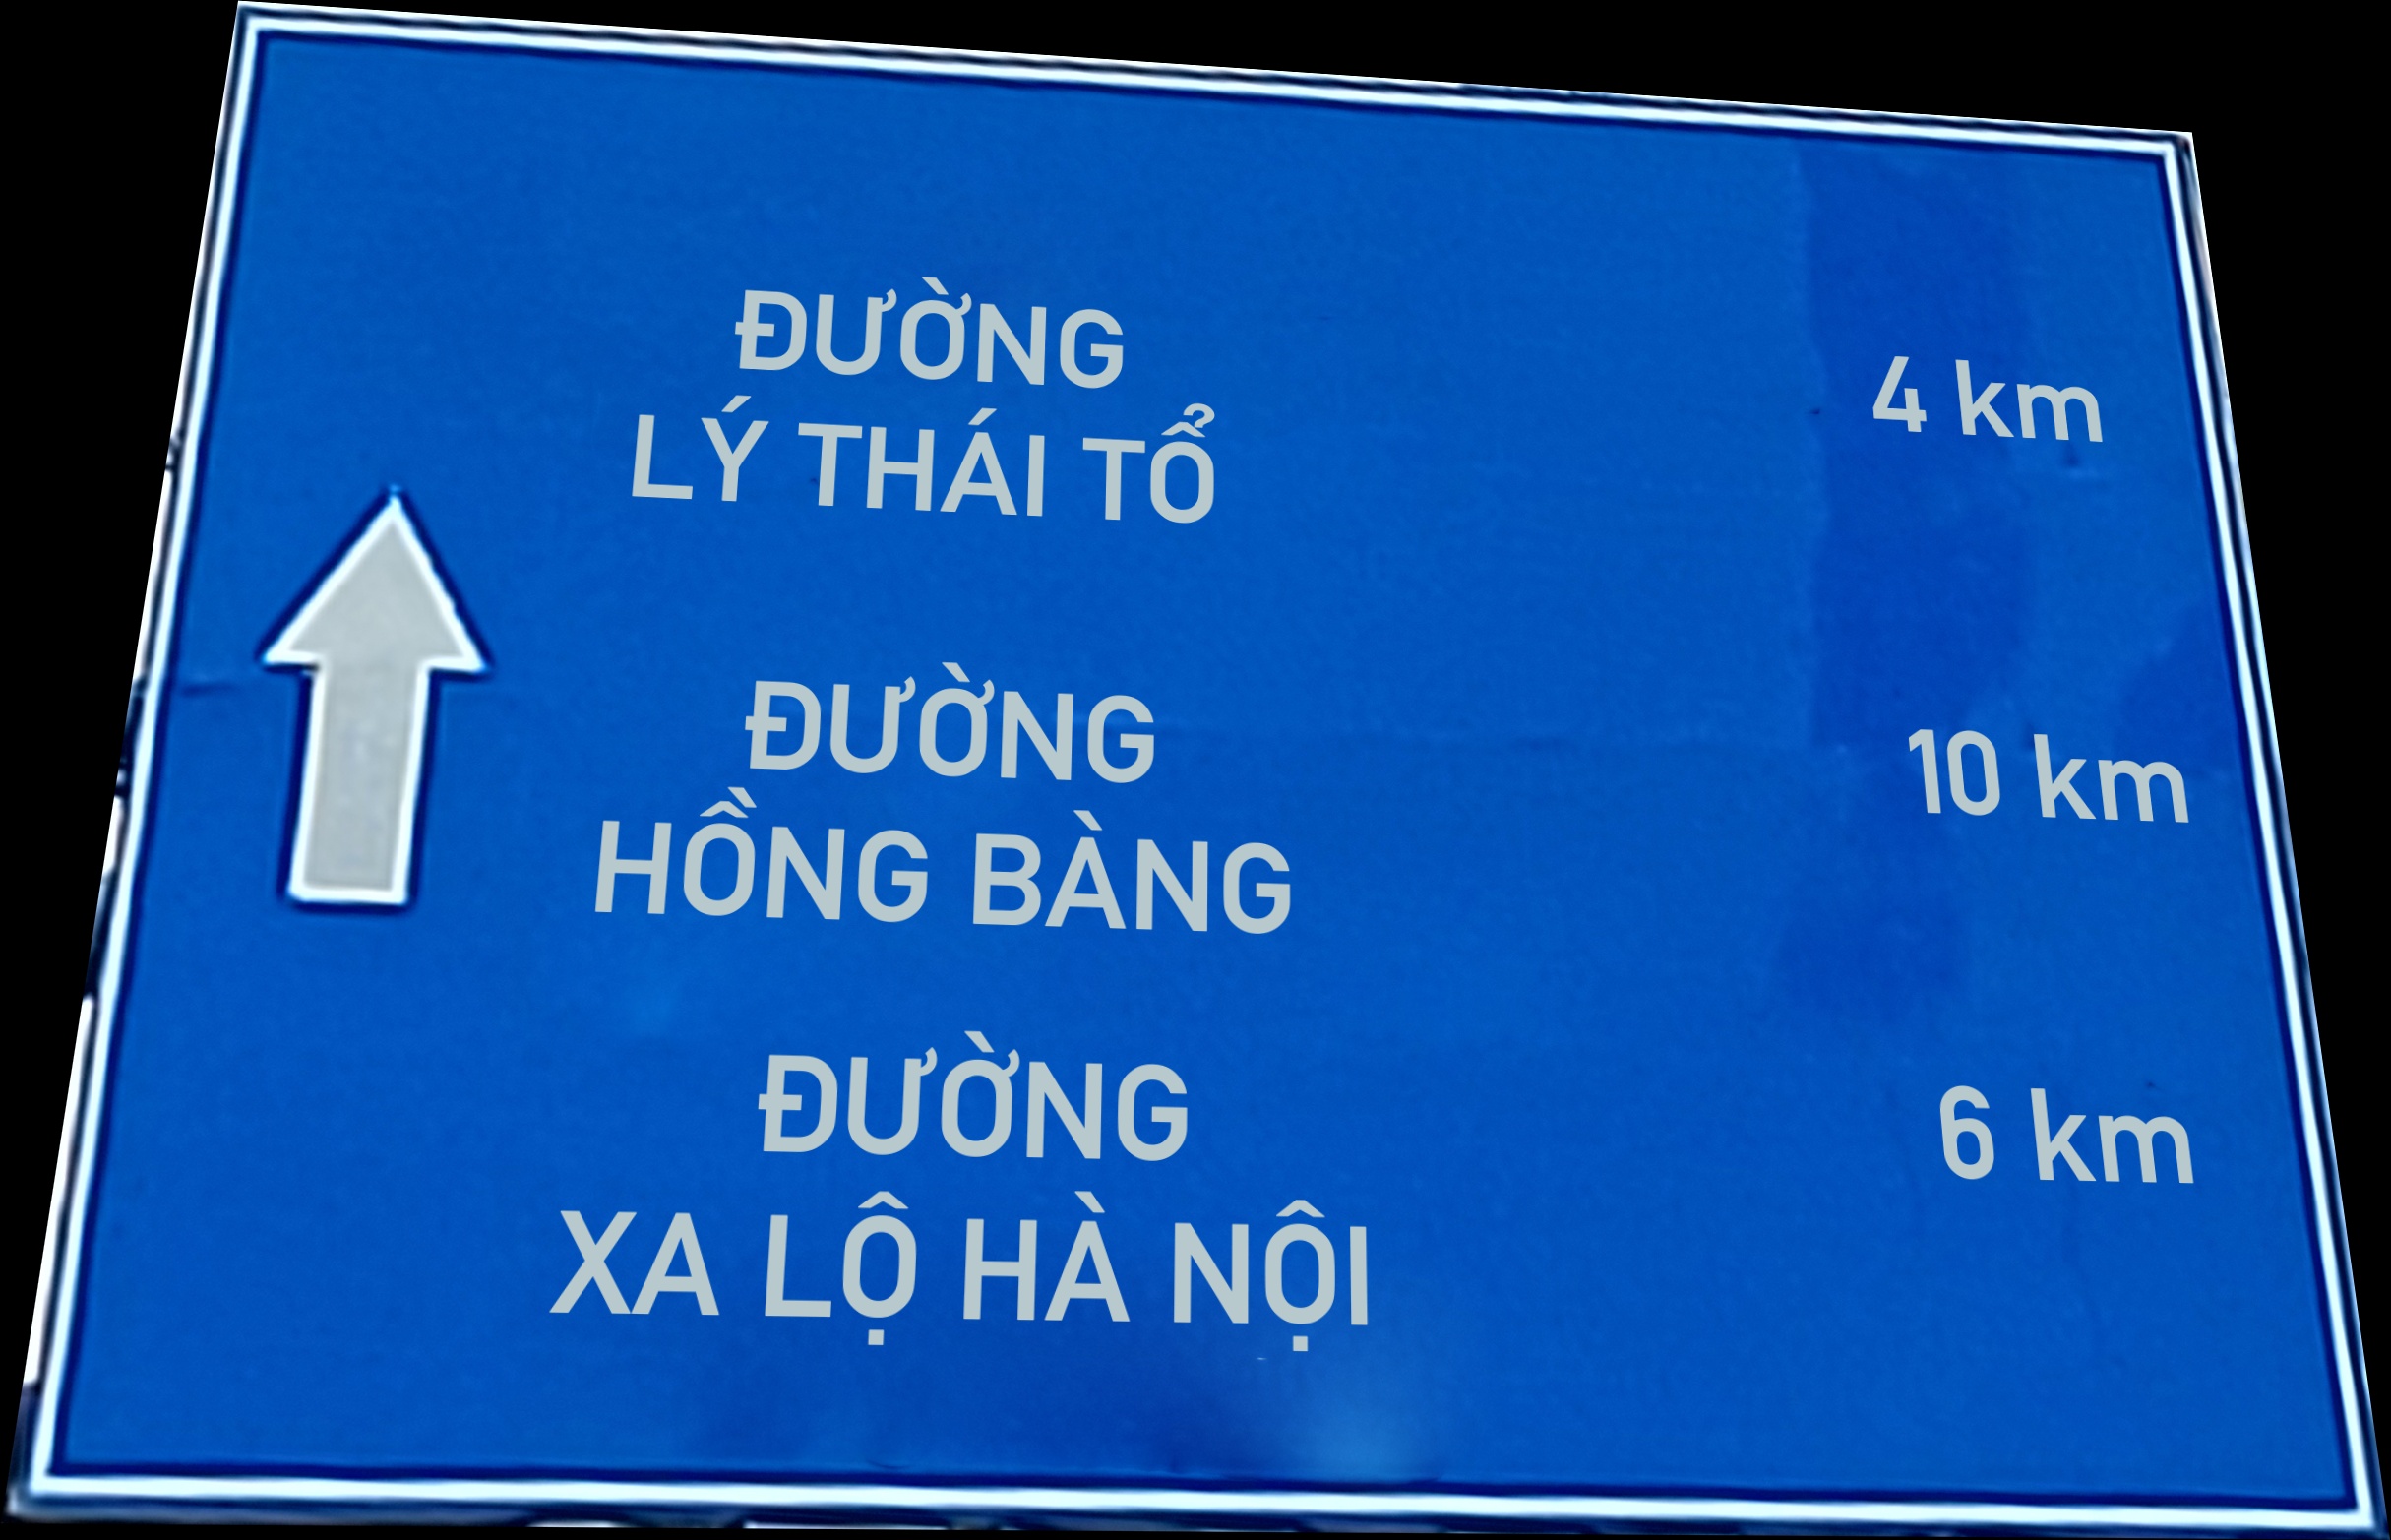 ĐƯỜNG
LÝ THÁI TỔ
4 km
ĐƯỜNG
HỒNG BÀNG
10 km
ĐƯỜNG
XA LỘ HÀ NỘI
6 km